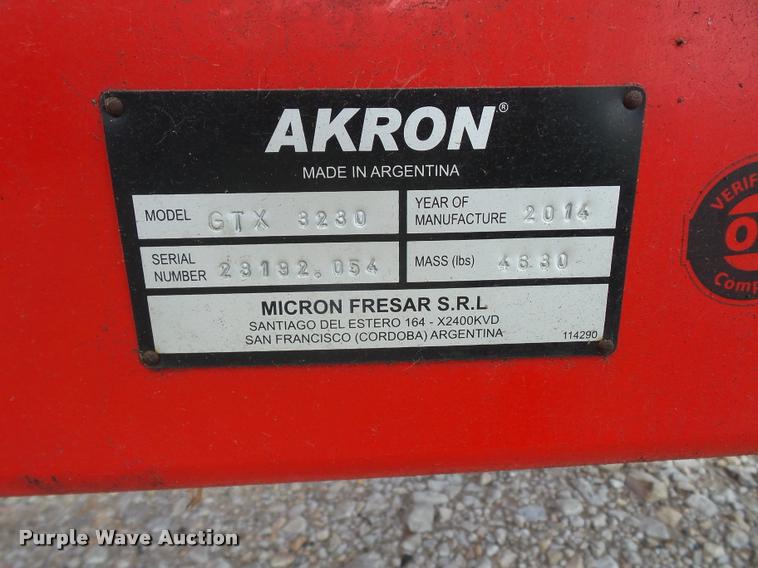 AKRON®
MADE IN ARGENTINA
MODEL GTX 3230
YEAR OF MANUFACTURE 2014
SERIAL NUMBER 23192.054
MASS (lbs) 4630
MICRON FRESAR S.R.L
SANTIAGO DEL ESTERO 164 - X2400KVD
SAN FRANCISCO (CORDOBA) ARGENTINA
114290
Purple Wave Auction